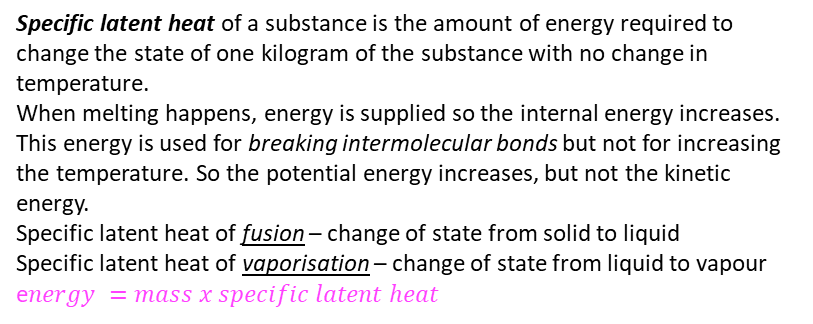 Specific latent heat of a substance is the amount of energy required to
change the state of one kilogram of the substance with no change in
temperature.
When melting happens, energy is supplied so the internal energy increases.
This energy is used for breaking intermolecular bonds but not for increasing
the temperature. So the potential energy increases, but not the kinetic
energy.
Specific latent heat of fusion – change of state from solid to liquid
Specific latent heat of vaporisation – change of state from liquid to vapour
energy = mass x specific latent heat